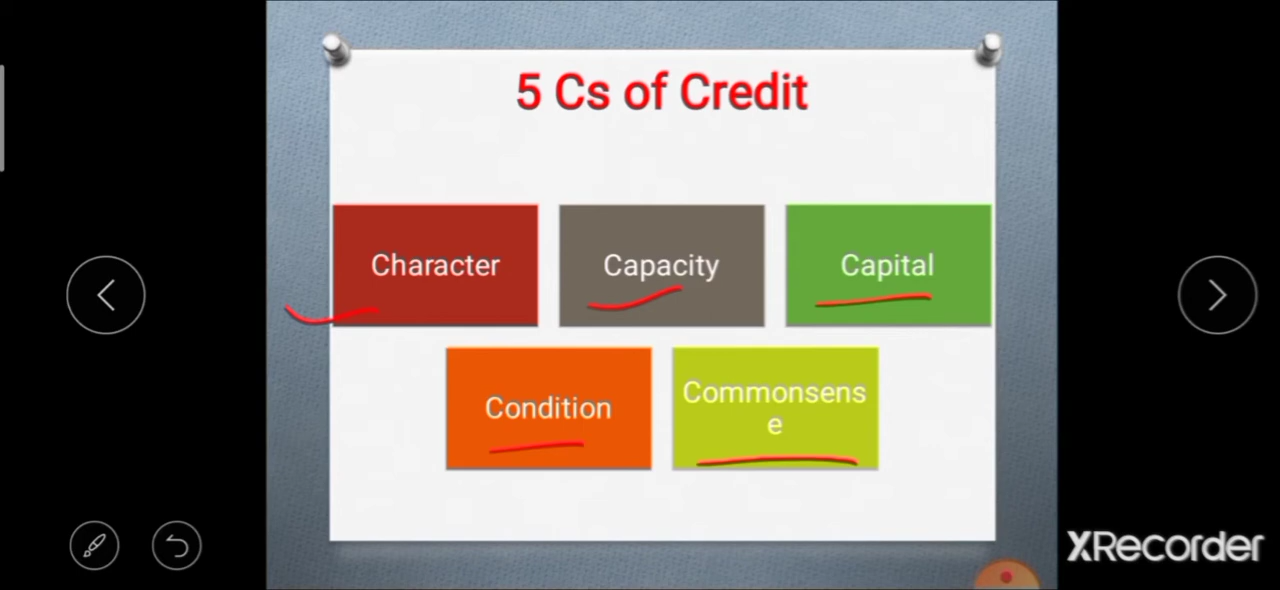 5 Cs of Credit
Character
Capacity
Capital
Condition
Commonsens
e
XRecorder